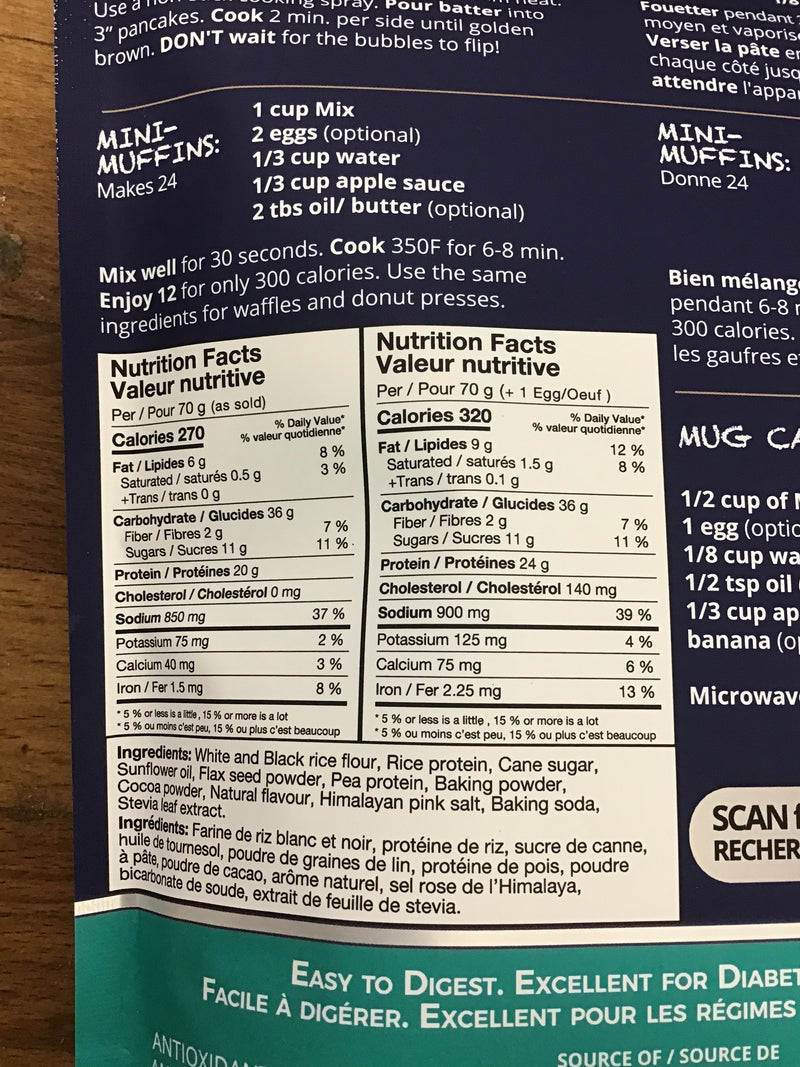 Use a
spray. Pour batter into
3" pancakes. Cook 2 min. per side until golden
brown. DON'T wait for the bubbles to flip!
MINI-
MUFFINS:
Makes 24
1 cup Mix
2 eggs (optional)
1/3 cup water
1/3 cup apple sauce
2 tbs oil/ butter (optional)
Mix well for 30 seconds. Cook 350F for 6-8 min.
Enjoy 12 for only 300 calories. Use the same
ingredients for waffles and donut presses.
Nutrition Facts
Valeur nutritive
Per / Pour 70 g (as sold)
Calories 270
% Daily Value*
% valeur quotidienne*
Fat / Lipides 6 g 8 %
Saturated / saturés 0.5 g 3 %
+Trans / trans 0 g
Carbohydrate / Glucides 36 g
Fiber / Fibres 2 g 7 %
Sugars / Sucres 11 g 11 %
Protein / Protéines 20 g
Cholesterol / Cholestérol 0 mg
Sodium 850 mg 37 %
Potassium 75 mg 2 %
Calcium 40 mg 3 %
Iron / Fer 1.5 mg 8 %
* 5 % or less is a little, 15 % or more is a lot
* 5 % ou moins c'est peu, 15 % ou plus c'est beaucoup
Nutrition Facts
Valeur nutritive
Per / Pour 70 g (+ 1 Egg/Oeuf )
Calories 320
% Daily Value*
% valeur quotidienne*
Fat / Lipides 9 g 12 %
Saturated / saturés 1.5 g 8 %
+Trans / trans 0.1 g
Carbohydrate / Glucides 36 g
Fiber / Fibres 2 g 7 %
Sugars / Sucres 11 g 11 %
Protein / Protéines 24 g
Cholesterol / Cholestérol 140 mg
Sodium 900 mg 39 %
Potassium 125 mg 4 %
Calcium 75 mg 6 %
Iron / Fer 2.25 mg 13 %
* 5 % or less is a little , 15 % or more is a lot
* 5 % ou moins c'est peu, 15 % ou plus c'est beaucoup
Ingredients: White and Black rice flour, Rice protein, Cane sugar,
Sunflower oil, Flax seed powder, Pea protein, Baking powder,
Cocoa powder, Natural flavour, Himalayan pink salt, Baking soda,
Stevia leaf extract.
Ingrédients: Farine de riz blanc et noir, protéine de riz, sucre de canne,
huile de tournesol, poudre de graines de lin, protéine de pois, poudre
à pâte, poudre de cacao, arôme naturel, sel rose de l'Himalaya,
bicarbonate de soude, extrait de feuille de stevia.
Fouetter pendant
moyen et vaporis
Verser la pâte e
chaque côté jusq
attendre l'appa
MINI-
MUFFINS:
Donne 24
Bien mélang
pendant 6-8
300 calories.
les gaufres e
MUG CA
1/2 cup of
1 egg (optio
1/8 cup wa
1/2 tsp oil
1/3 cup ap
banana (o
Microwav
SCAN
RECHER
EASY TO DIGEST. EXCELLENT FOR DIABET
FACILE À DIGÉRER. EXCELLENT POUR LES RÉGIMES
ANTIOXIDAN
SOURCE OF / SOURCE DE